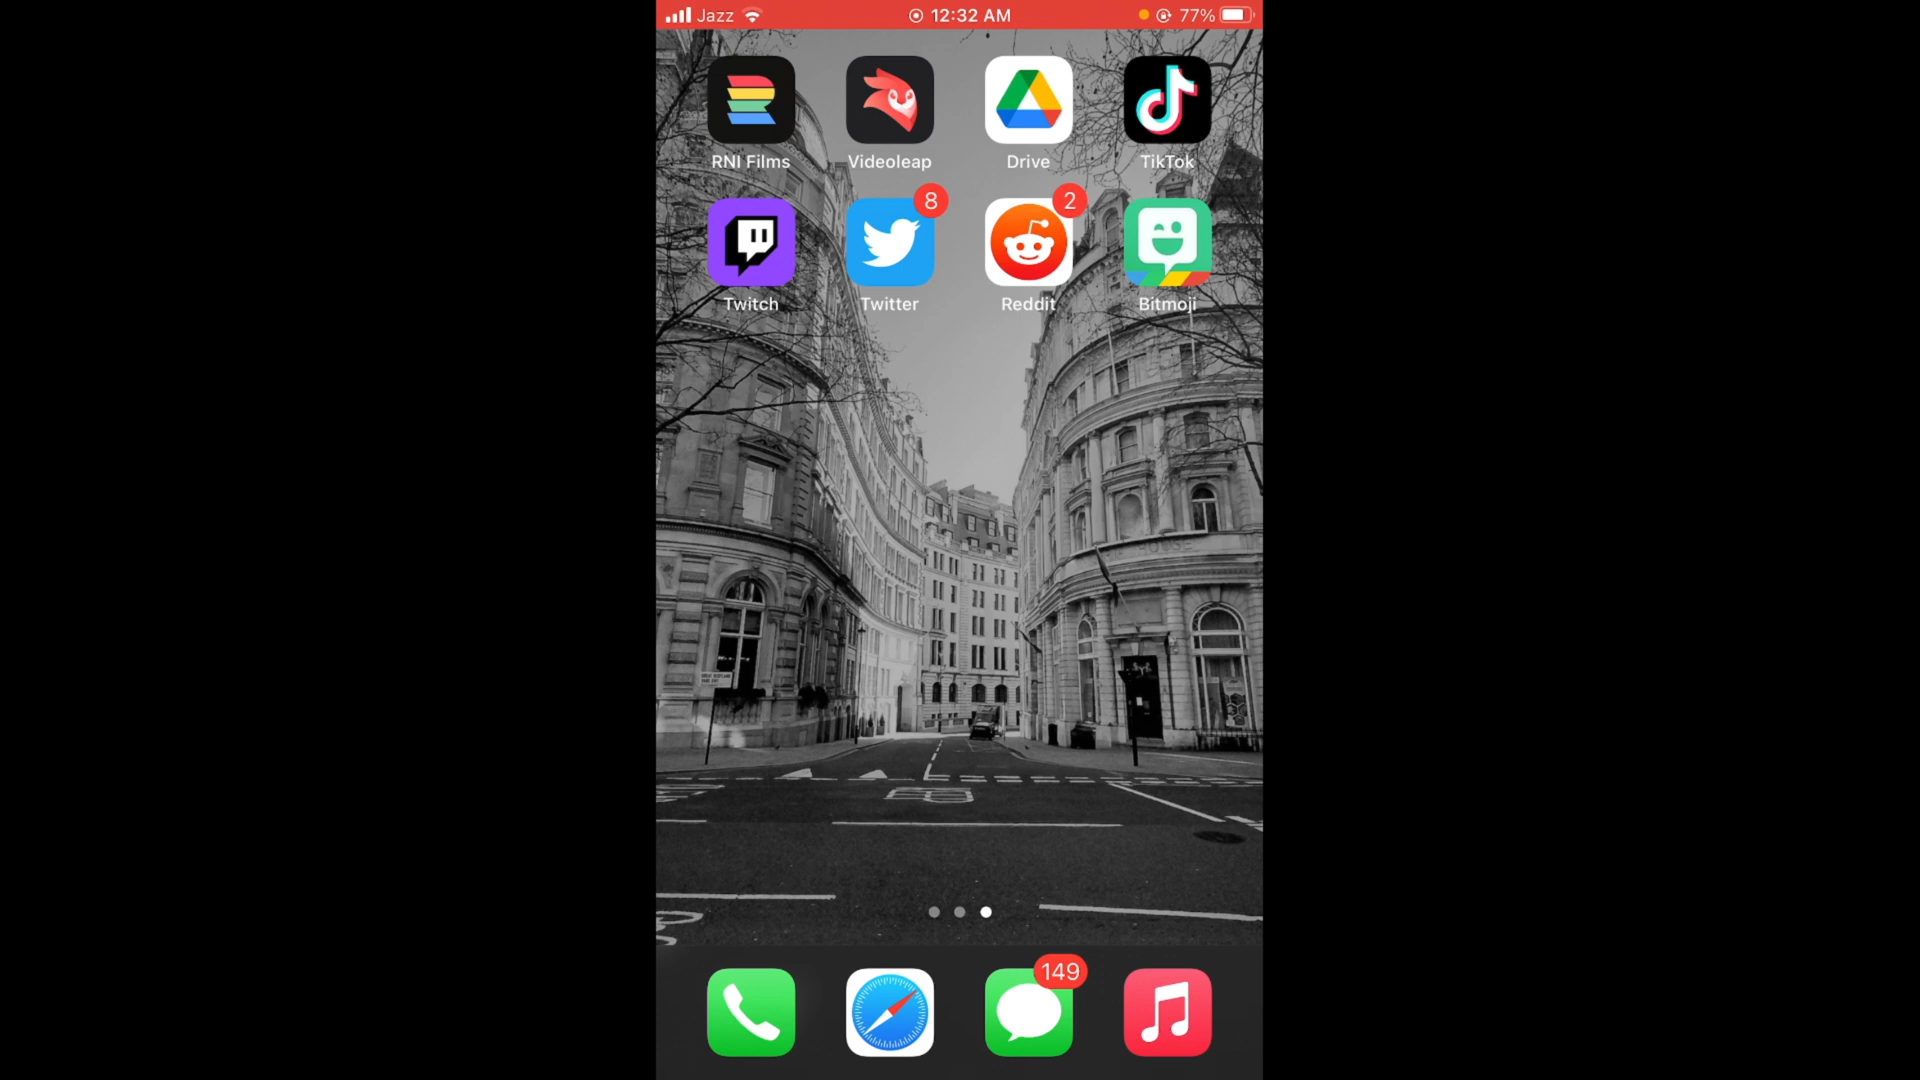 Jazz 12:32 AM 77%
RNI Films Videoleap Drive TikTok
8 2
Twitch Twitter Reddit Bitmoji
149